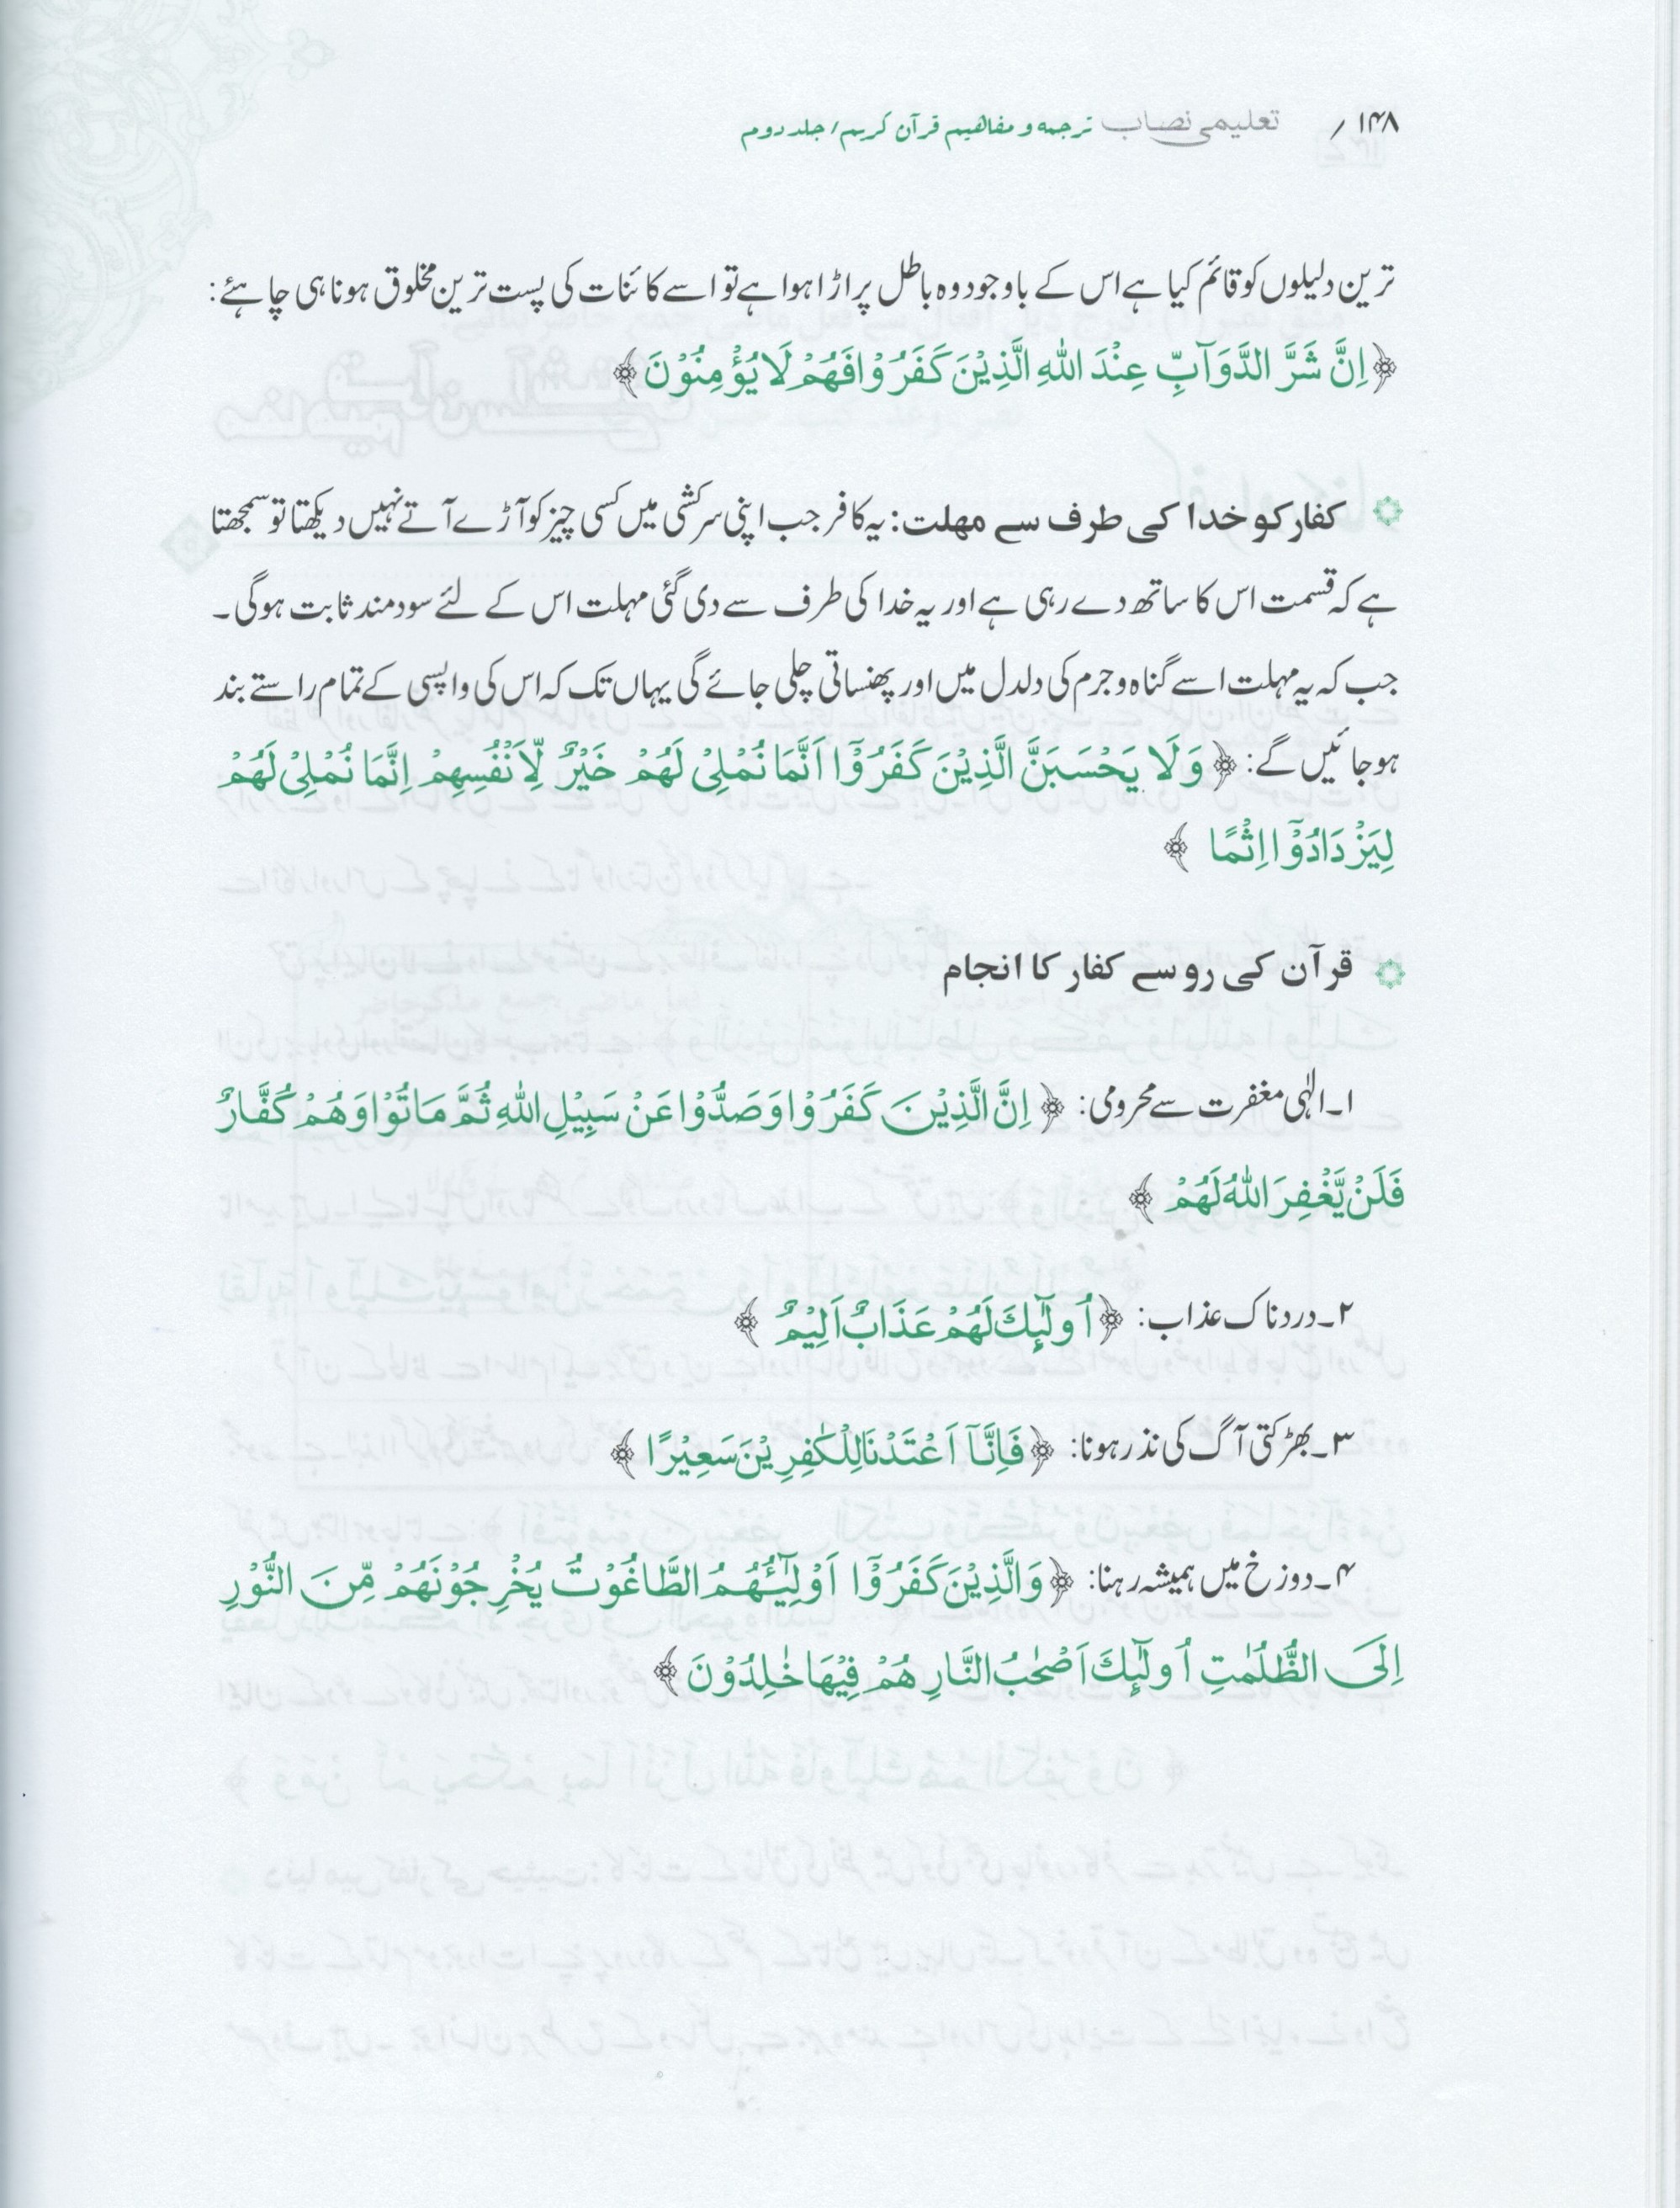 ۱۴۸ / تعلیمی نصاب ترجمه و مفاهیم قرآن کریم/ جلد دوم
ترین دلیلوں کو قائم کیا ہے اس کے باوجود وہ باطل پر اڑا ہوا ہے تو اسے کائنات کی پست ترین مخلوق ہونا ہی چاہئے:
﴿اِنَّ شَرَّ الدَّوَآبِّ عِنْدَ اللّٰهِ الَّذِيْنَ كَفَرُوْا فَهُمْ لَا يُؤْمِنُوْنَ﴾
کفار کو خدا کی طرف سے مہلت: یہ کافر جب اپنی سرکشی میں کسی چیز کو آڑے آتے نہیں دیکھتا تو سمجھتا
ہے کہ قسمت اس کا ساتھ دے رہی ہے اور یہ خدا کی طرف سے دی گئی مہلت اس کے لئے سود مند ثابت ہوگی۔
جب کہ یہ مہلت اسے گناہ و جرم کی دلدل میں اور پھنساتی چلی جائے گی یہاں تک کہ اس کی واپسی کے تمام راستے بند
ہو جائیں گے: ﴿وَلَا يَحْسَبَنَّ الَّذِيْنَ كَفَرُوْٓا اَنَّمَا نُمْلِيْ لَهُمْ خَيْرٌ لِّاَنْفُسِهِمْ اِنَّمَا نُمْلِيْ لَهُمْ
لِيَزْدَادُوْٓا اِثْمًا ﴾
قرآن کی رو سے کفار کا انجام
۱۔ الٰہی مغفرت سے محرومی: ﴿ اِنَّ الَّذِيْنَ كَفَرُوْا وَصَدُّوْا عَنْ سَبِيْلِ اللّٰهِ ثُمَّ مَاتُوْا وَهُمْ كُفَّارٌ
فَلَنْ يَّغْفِرَ اللّٰهُ لَهُمْ ﴾
۲۔ دردناک عذاب: ﴿اُولٰٓئِكَ لَهُمْ عَذَابٌ اَلِيْمٌ ﴾
۳۔ بھڑکتی آگ کی نذر ہونا: ﴿فَاِنَّآ اَعْتَدْنَا لِلْكٰفِرِيْنَ سَعِيْرًا ﴾
۴۔ دوزخ میں ہمیشہ رہنا: ﴿ وَالَّذِيْنَ كَفَرُوْٓا اَوْلِيٰٓـُٔهُمُ الطَّاغُوْتُ يُخْرِجُوْنَهُمْ مِّنَ النُّوْرِ
اِلَى الظُّلُمٰتِ اُولٰٓئِكَ اَصْحٰبُ النَّارِ هُمْ فِيْهَا خٰلِدُوْنَ ﴾